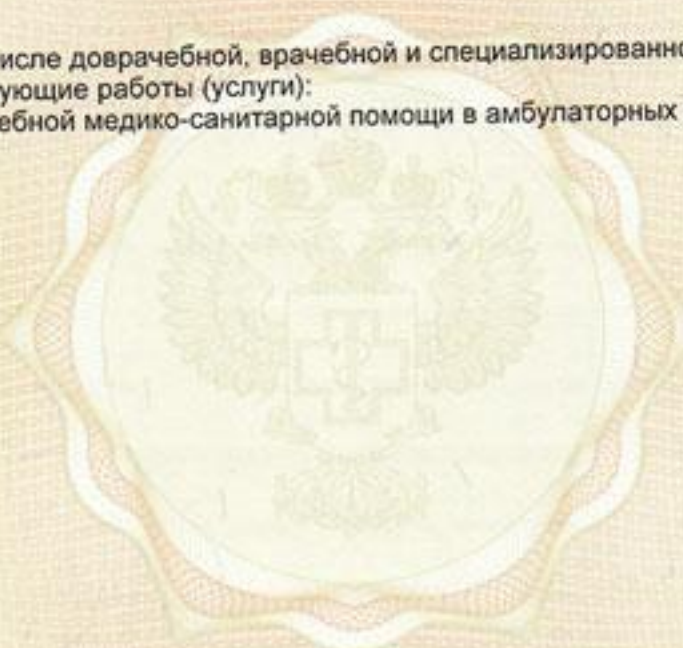 исле доврачебной, врачебной и специализированно
ующие работы (услуги):
ебной медико-санитарной помощи в амбулаторных